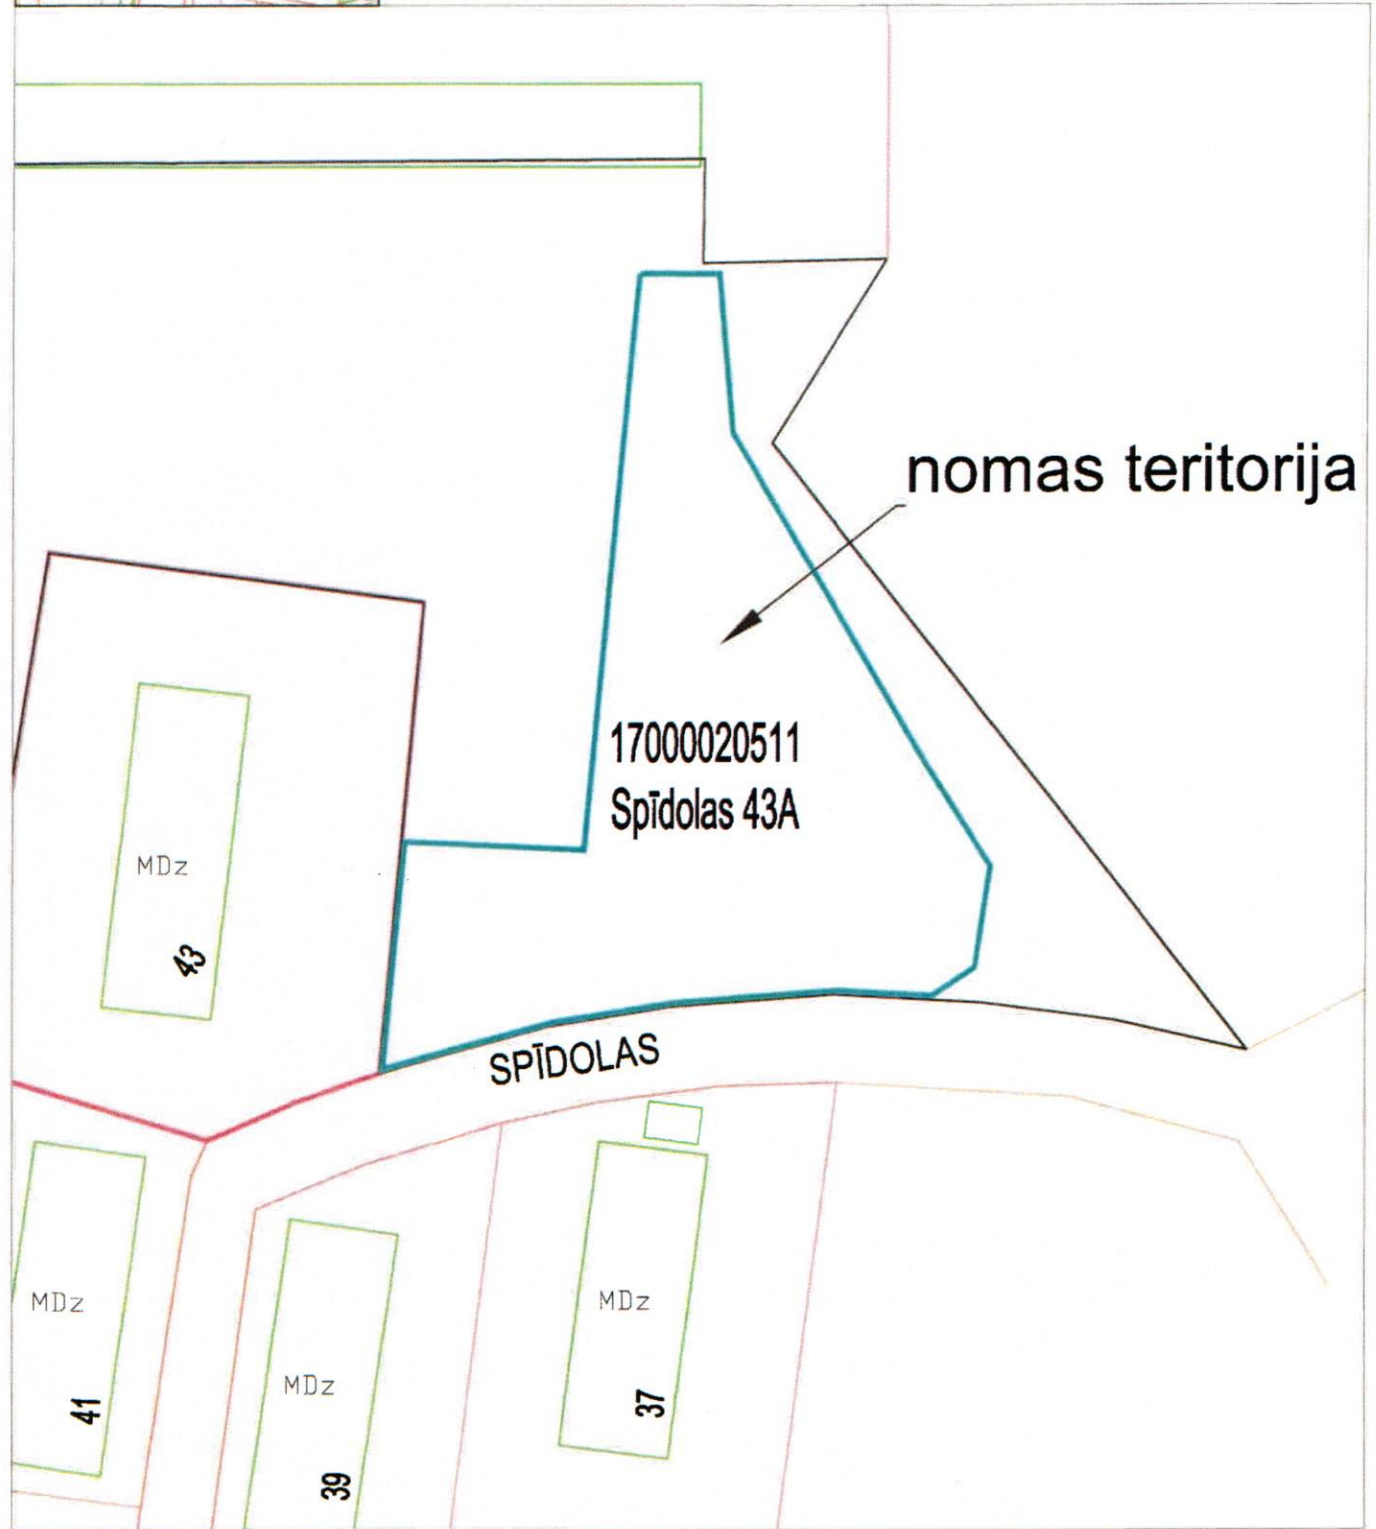 nomas teritorija
17000020511
Spīdolas 43A
MDz
43
SPĪDOLAS
MDz
41
MDz
39
MDz
37